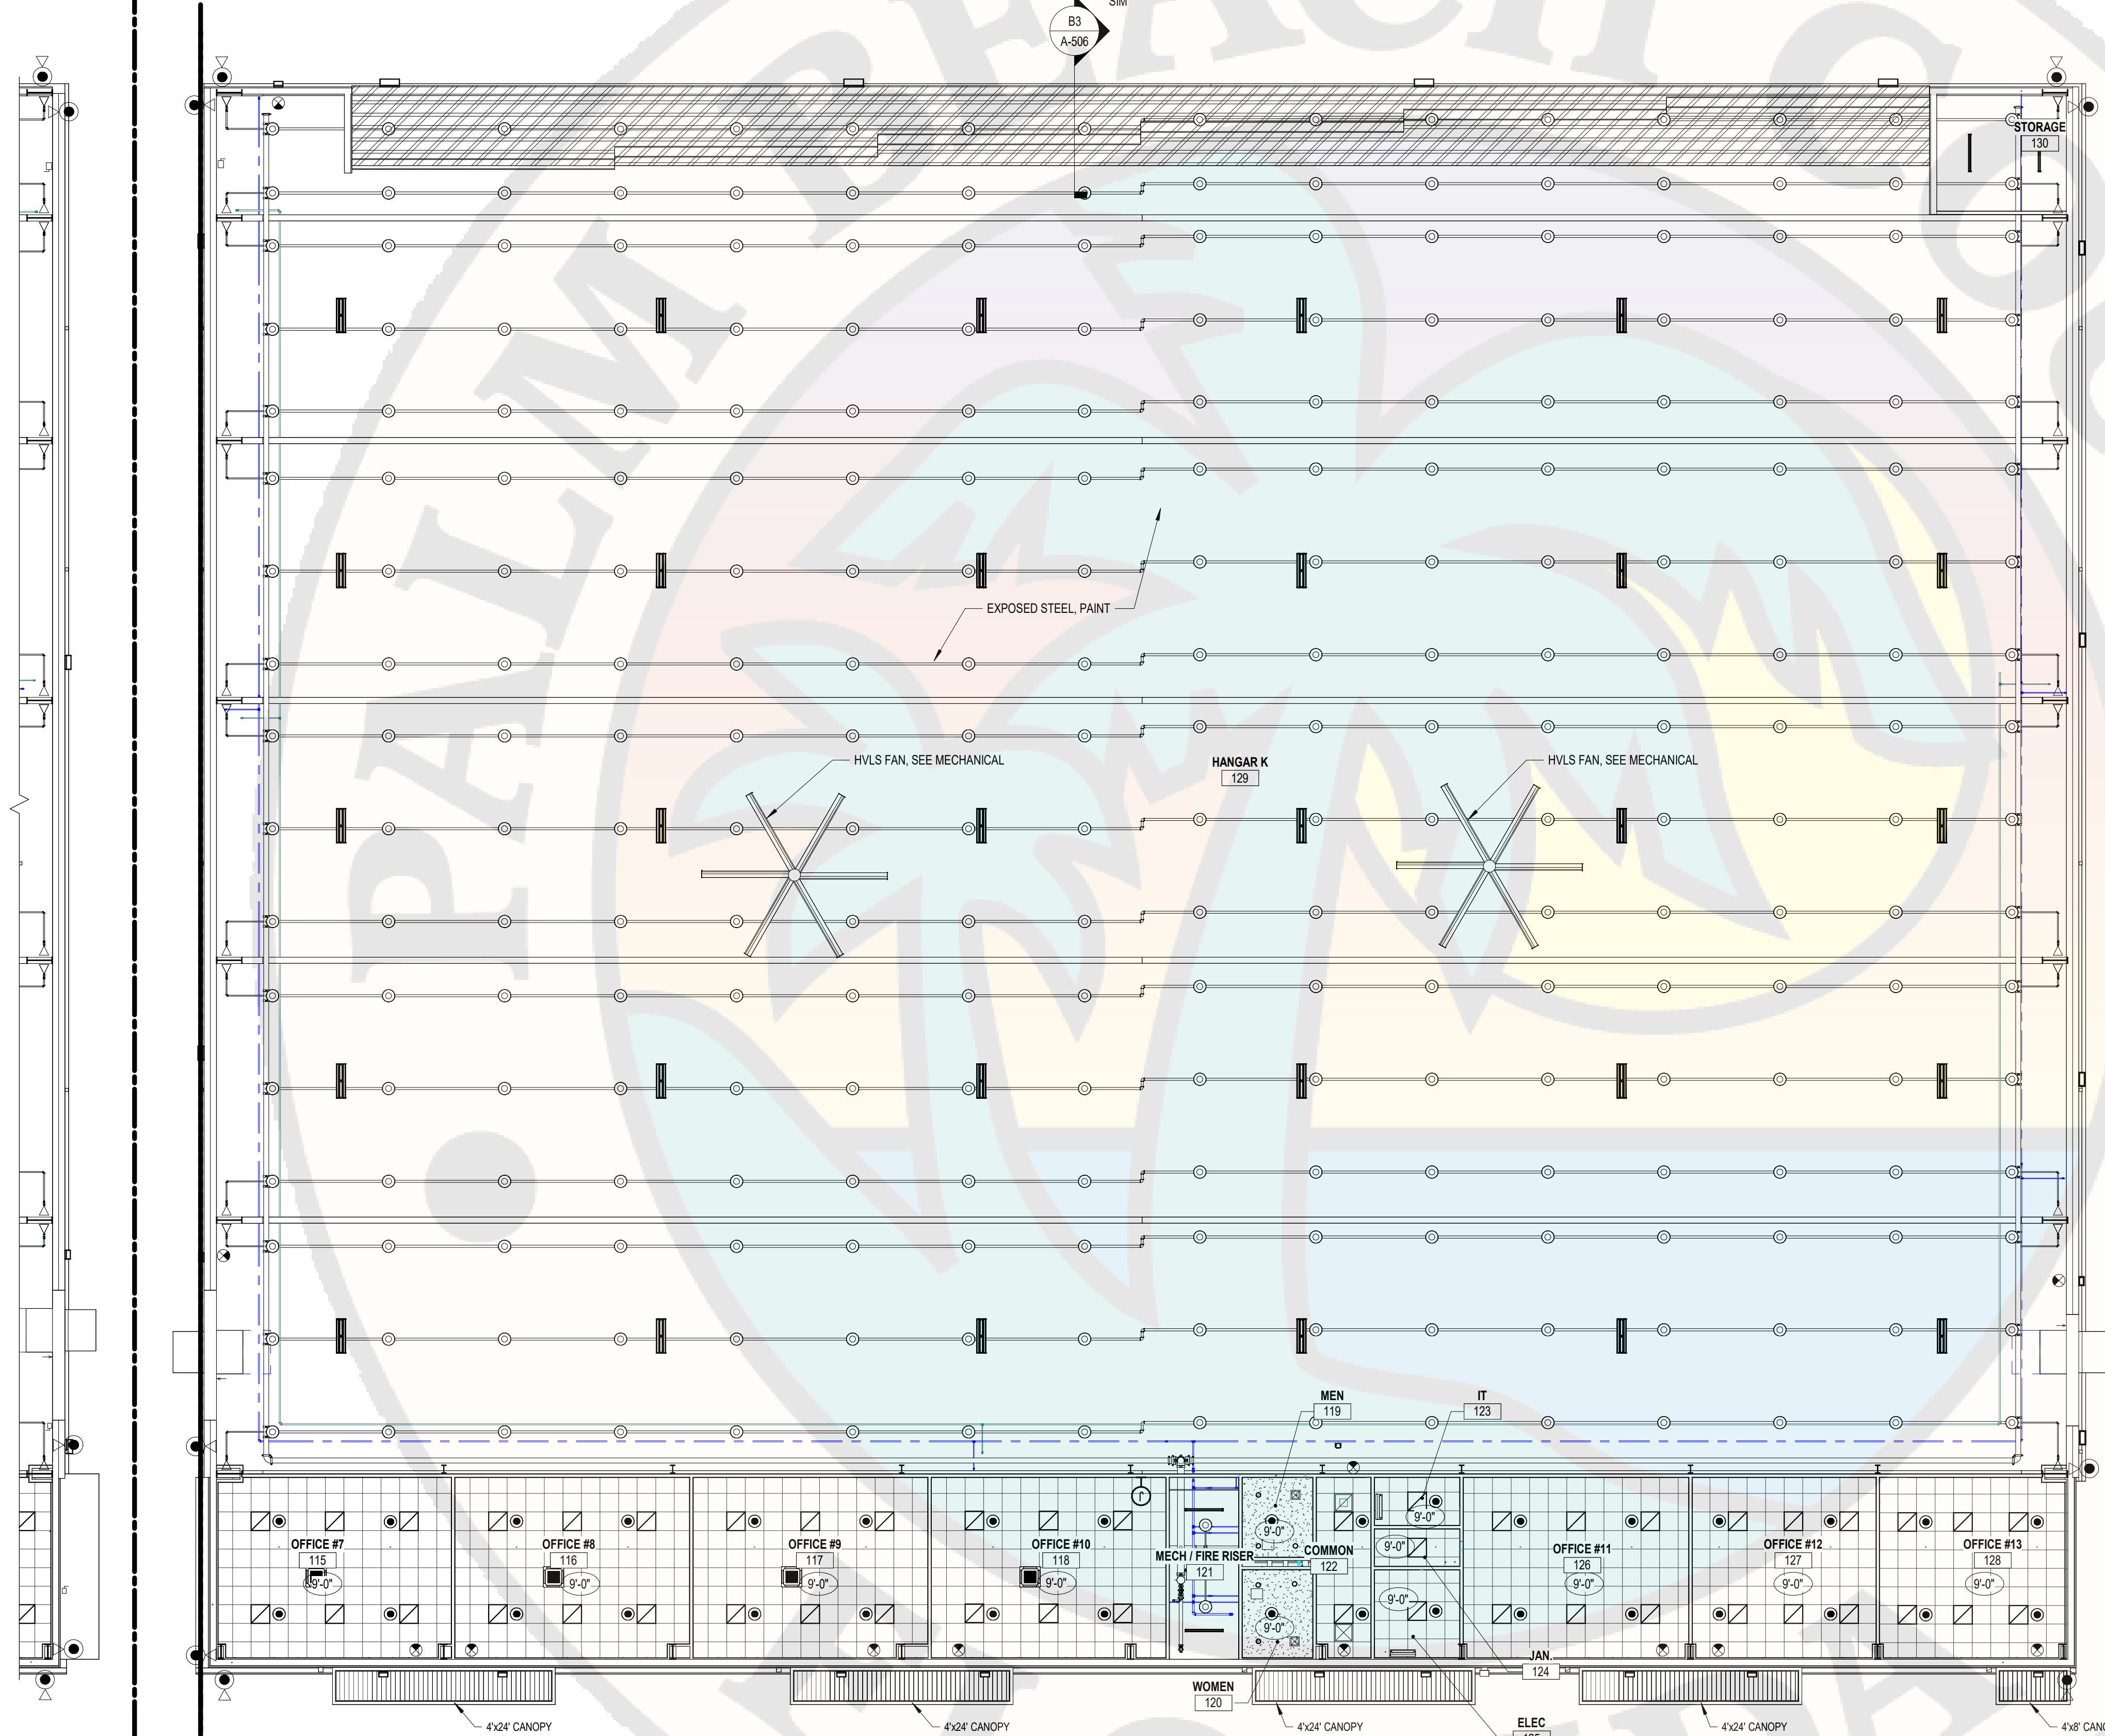 SIM
B3
A-506
STORAGE
130
EXPOSED STEEL, PAINT
HVLS FAN, SEE MECHANICAL
HANGAR K
129
HVLS FAN, SEE MECHANICAL
MEN
119
IT
123
OFFICE #7
115
9'-0"
OFFICE #8
116
9'-0"
OFFICE #9
117
9'-0"
OFFICE #10
118
9'-0"
J
MECH / FIRE RISER
121
9'-0"
9'-0"
COMMON
122
9'-0"
9'-0"
9'-0"
OFFICE #11
126
9'-0"
OFFICE #12
127
9'-0"
OFFICE #13
128
9'-0"
JAN.
124
WOMEN
120
ELEC
4'x24' CANOPY
4'x24' CANOPY
4'x24' CANOPY
4'x24' CANOPY
4'x8'
PALM BEACH